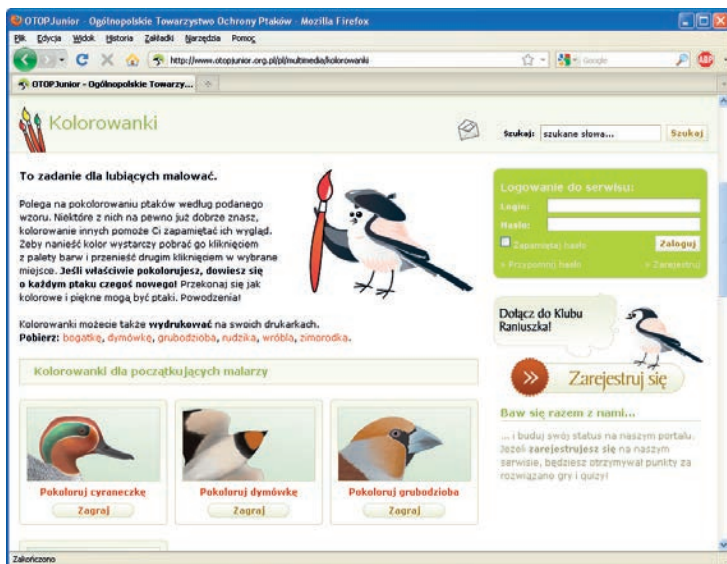 OTOPJunior - Ogólnopolskie Towarzystwo Ochrony Ptaków - Mozilla Firefox
Plik Edycja Widok Historia Zakładki Narzędzia Pomoc
http://www.otopjunior.org.pl/pl/multimedia/kolorowanki
Google
ABP
OTOPJunior - Ogólnopolskie Towarzy...
Kolorowanki
Szukaj: szukane słowa... Szukaj
To zadanie dla lubiących malować.
Polega na pokolorowaniu ptaków według podanego
wzoru. Niektóre z nich na pewno już dobrze znasz,
kolorowanie innych pomoże Ci zapamiętać ich wygląd.
Żeby nanieść kolor wystarczy pobrać go kliknięciem
z palety barw i przenieść drugim kliknięciem w wybrane
miejsce. Jeśli właściwie pokolorujesz, dowiesz się
o każdym ptaku czegoś nowego! Przekonaj się jak
kolorowe i piękne mogą być ptaki. Powodzenia!
Kolorowanki możecie także wydrukować na swoich drukarkach.
Pobierz: bogatkę, dymówkę, grubodzioba, rudzika, wróbla, zimorodka.
Kolorowanki dla początkujących malarzy
Pokoloruj cyraneczkę
Zagraj
Pokoloruj dymówkę
Zagraj
Pokoloruj grubodzioba
Zagraj
Logowanie do serwisu:
Login:
Hasło:
Zapamiętaj hasło Zaloguj
» Przypomnij hasło » Zarejestruj
Dołącz do Klubu
Raniuszka!
Zarejestruj się
Baw się razem z nami...
... i buduj swój status na naszym portalu.
Jeżeli zarejestrujesz się na naszym
serwisie, będziesz otrzymywał punkty za
rozwiązane gry i quizy!
Zakończono